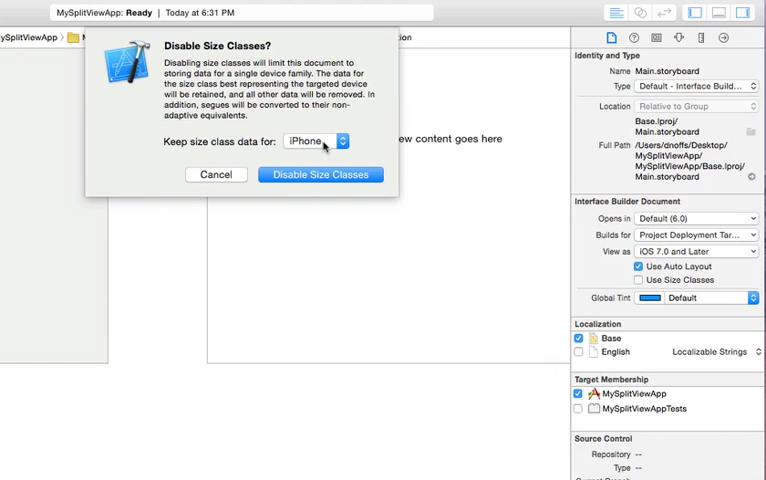 MySplitViewApp: Ready | Today at 6:31 PM
ySplitViewApp
M
ion
Disable Size Classes?
Disabling size classes will limit this document to
storing data for a single device family. The data for
the size class best representing the targeted device
will be retained, and all other data will be removed. In
addition, segues will be converted to their non-
adaptive equivalents.
Keep size class data for: iPhone
Cancel
Disable Size Classes
ew content goes here
Identity and Type
Name Main.storyboard
Type Default - Interface Build...
Location Relative to Group
Base.lproj/
Main.storyboard
Full Path /Users/dnoffs/Desktop/
MySplitViewApp/
MySplitViewApp/Base.lproj/
Main.storyboard
Interface Builder Document
Opens in Default (6.0)
Builds for Project Deployment Tar...
View as iOS 7.0 and Later
Use Auto Layout
Use Size Classes
Global Tint Default
Localization
Base
English Localizable Strings
Target Membership
MySplitViewApp
MySplitViewAppTests
Source Control
Repository --
Type --